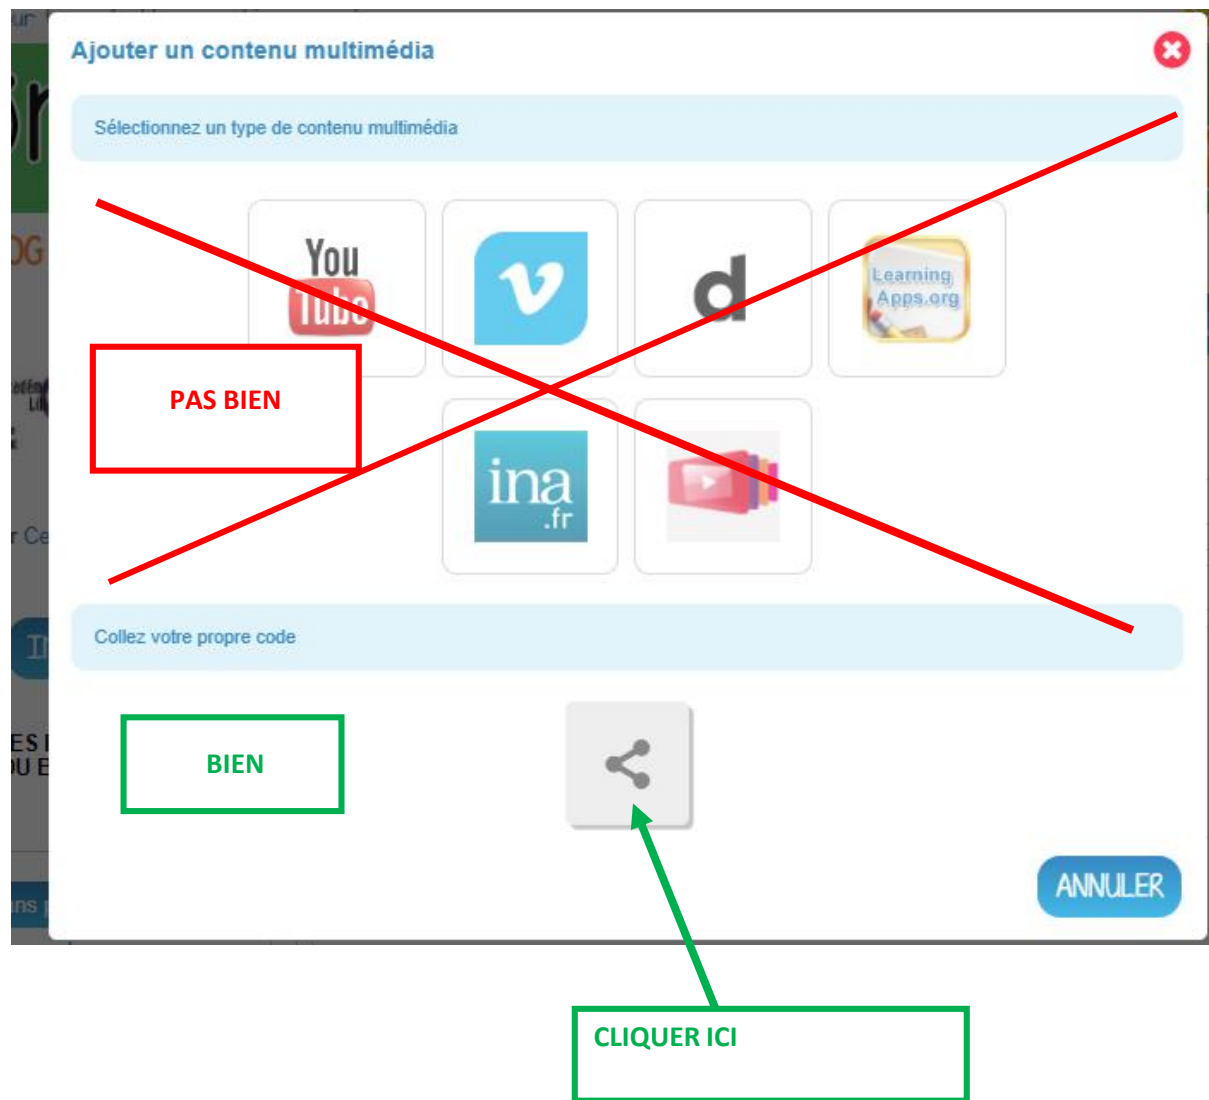 Ajouter un contenu multimédia
Sélectionnez un type de contenu multimédia
You
Tube
v
d
Learning
Apps.org
PAS BIEN
ina
.fr
r Ce
Collez votre propre code
BIEN
ANNULER
CLIQUER ICI